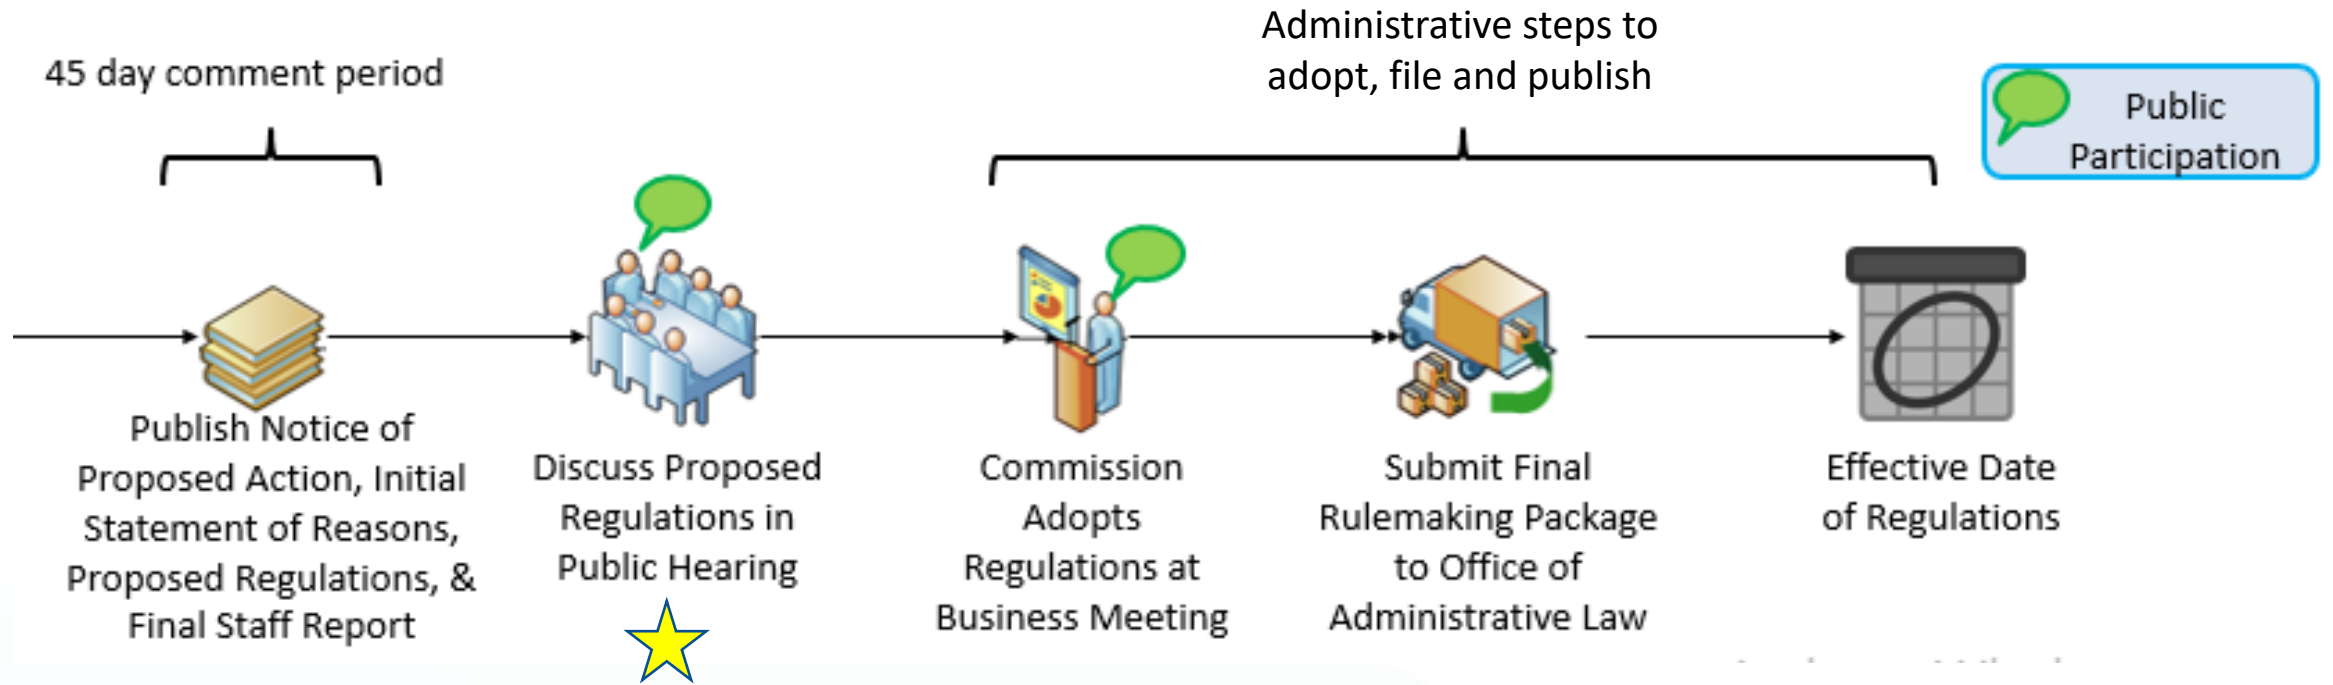 45 day comment period
Administrative steps to
adopt, file and publish
Public
Participation
Publish Notice of
Proposed Action, Initial
Statement of Reasons,
Proposed Regulations, &
Final Staff Report
Discuss Proposed
Regulations in
Public Hearing
Commission
Adopts
Regulations at
Business Meeting
Submit Final
Rulemaking Package
to Office of
Administrative Law
Effective Date
of Regulations